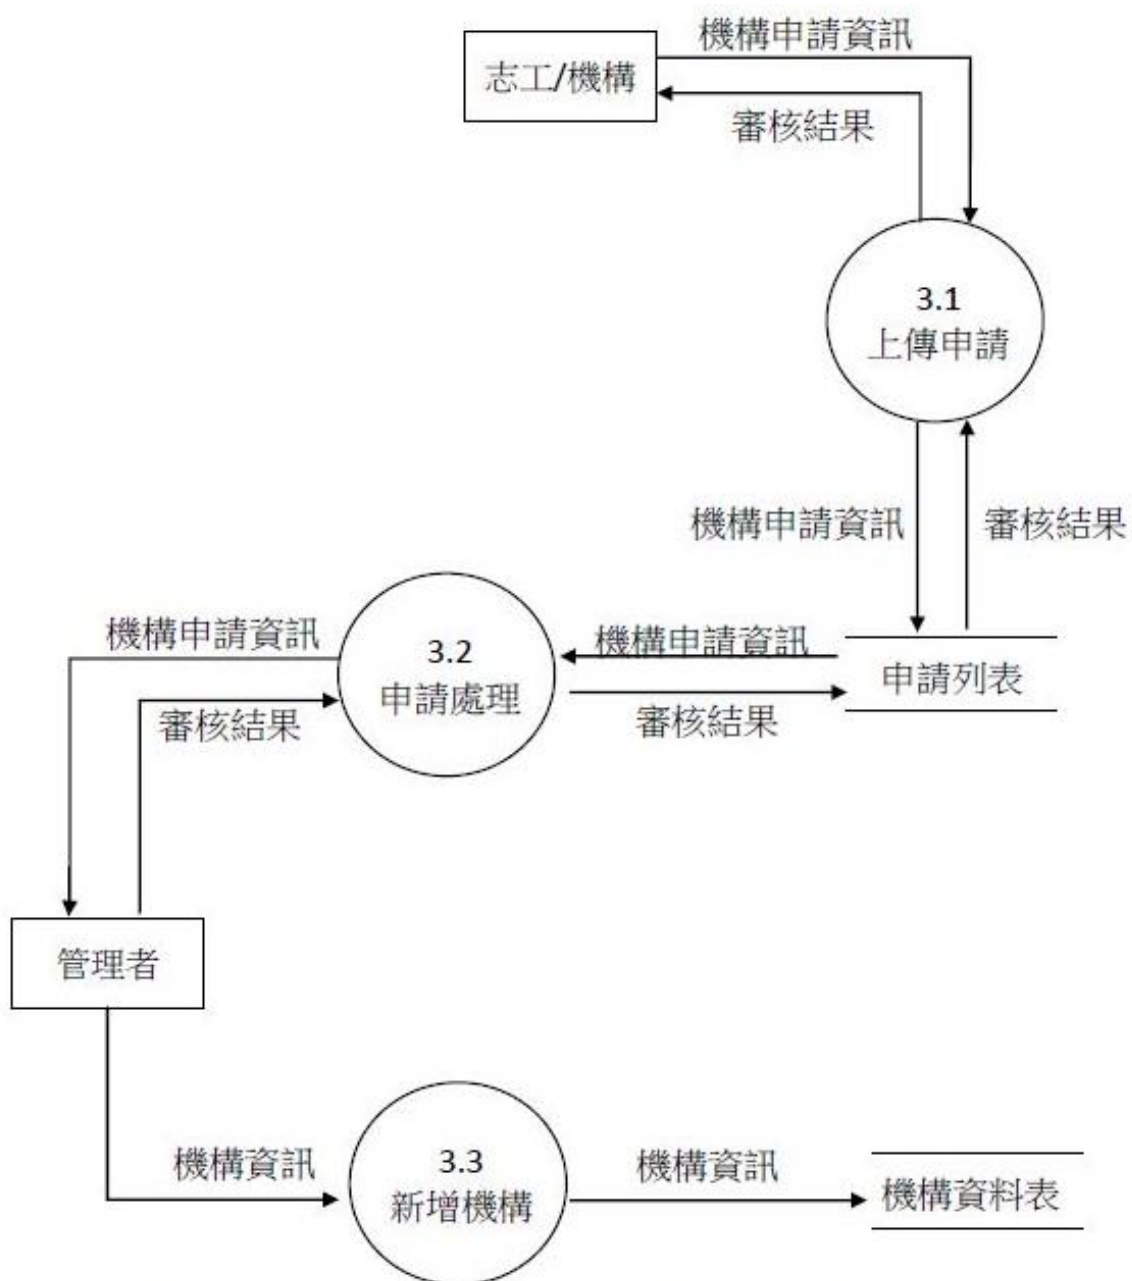 機構申請資訊
志工/機構
審核結果
3.1
上傳申請
機構申請資訊
審核結果
機構申請資訊
3.2
申請處理
機構申請資訊
申請列表
審核結果
審核結果
管理者
機構資訊
3.3
新增機構
機構資訊
機構資料表